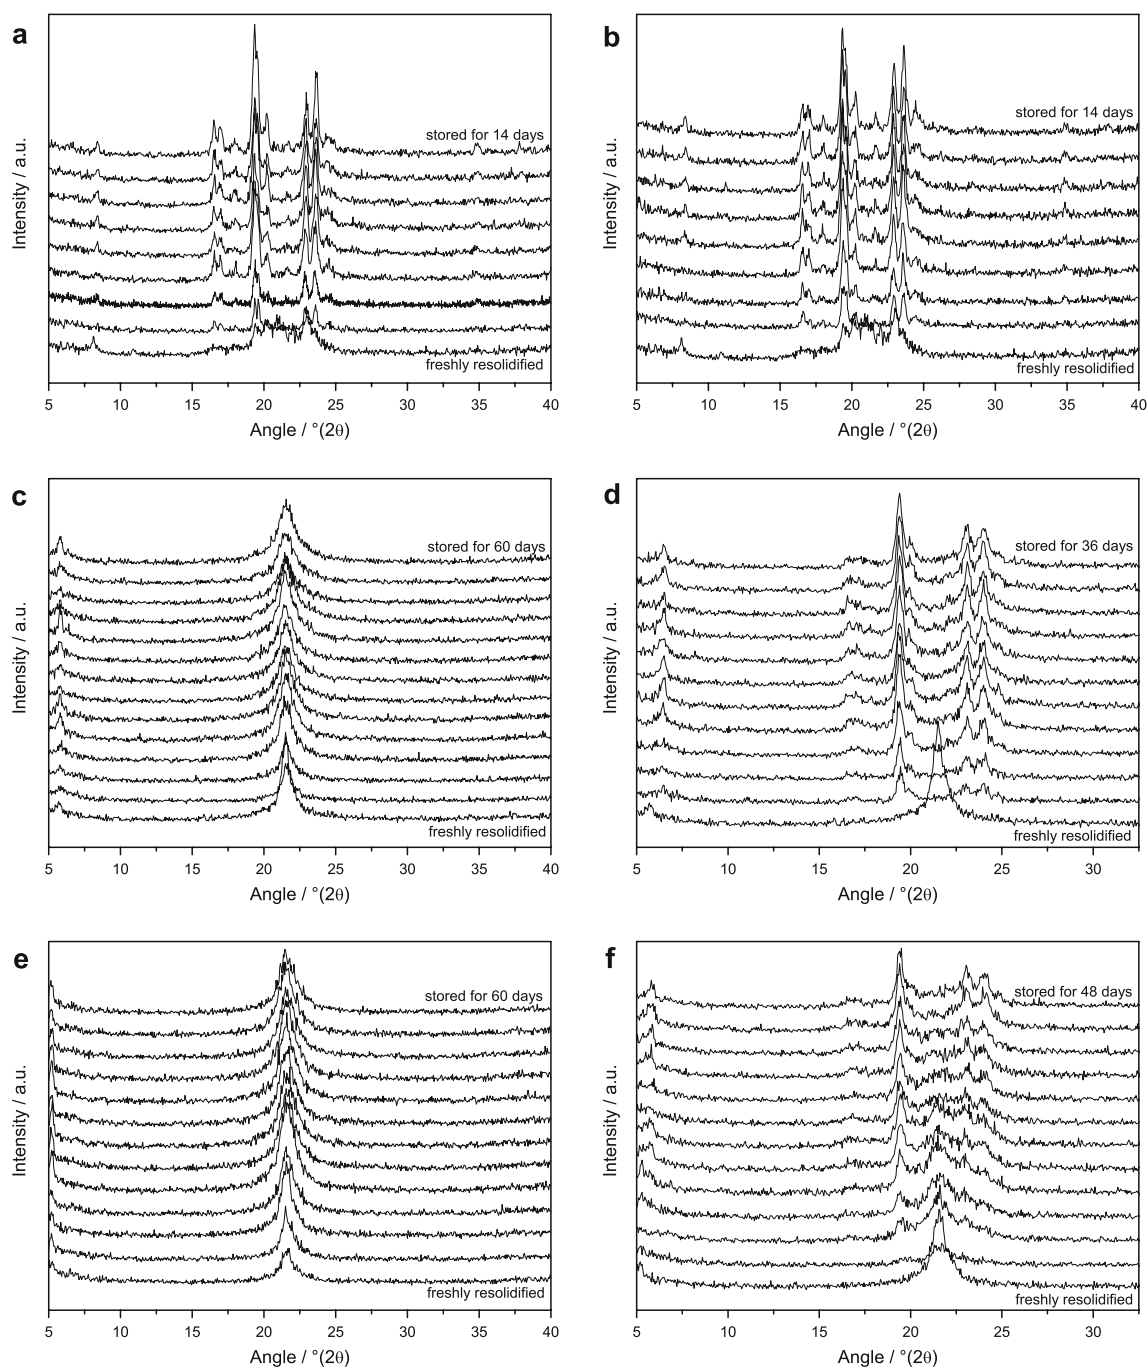 a
stored for 14 days
freshly resolidified
Intensity / a.u.
5 10 15 20 25 30 35 40
Angle / °(2θ)
b
stored for 14 days
freshly resolidified
Intensity / a.u.
5 10 15 20 25 30 35 40
Angle / °(2θ)
c
stored for 60 days
freshly resolidified
Intensity / a.u.
5 10 15 20 25 30 35 40
Angle / °(2θ)
d
stored for 36 days
freshly resolidified
Intensity / a.u.
5 10 15 20 25 30
Angle / °(2θ)
e
stored for 60 days
freshly resolidified
Intensity / a.u.
5 10 15 20 25 30 35 40
Angle / °(2θ)
f
stored for 48 days
freshly resolidified
Intensity / a.u.
5 10 15 20 25 30
Angle / °(2θ)